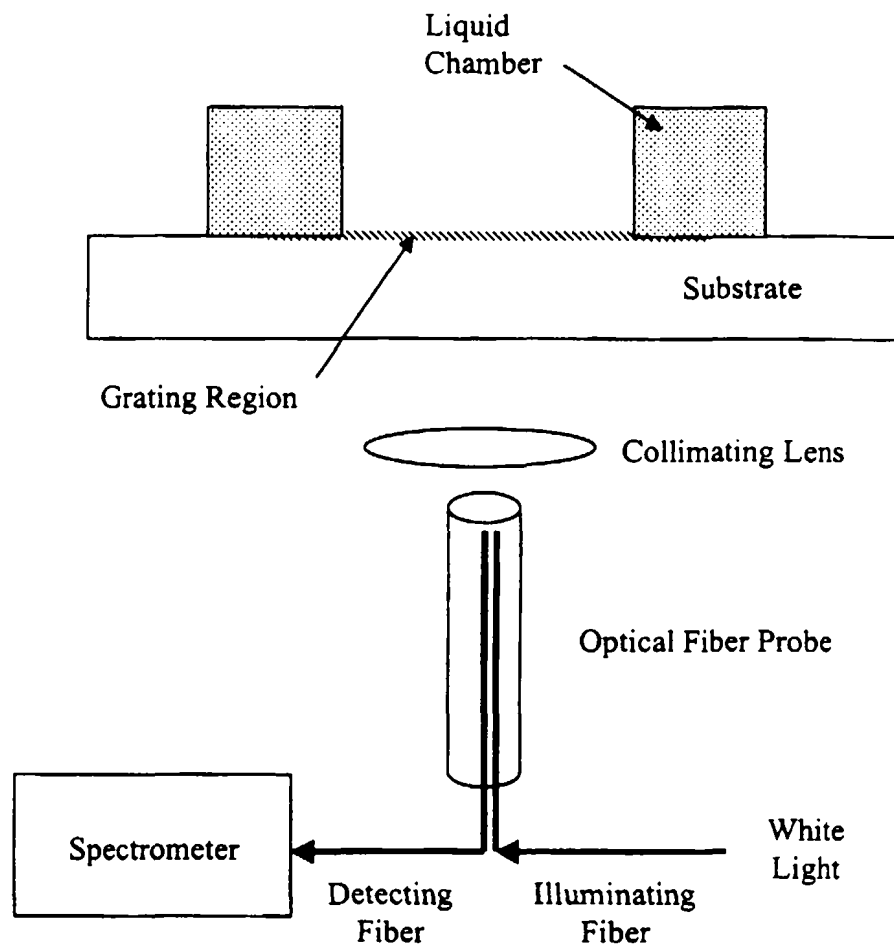 Liquid
Chamber
Substrate
Grating Region
Collimating Lens
Optical Fiber Probe
Spectrometer
White
Light
Detecting
Fiber
Illuminating
Fiber